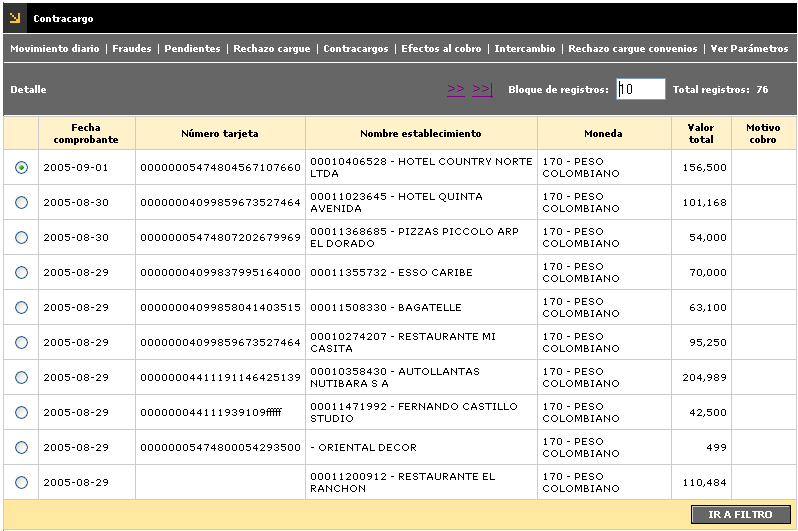 Contracargo
Movimiento diario | Fraudes | Pendientes | Rechazo cargue | Contracargos | Efectos al cobro | Intercambio | Rechazo cargue convenios | Ver Parámetros
Detalle >> >>| Bloque de registros: 10 Total registros: 76
Fecha comprobante Número tarjeta Nombre establecimiento Moneda Valor total Motivo cobro
2005-09-01 00000005474804567107660 00010406528 - HOTEL COUNTRY NORTE LTDA 170 - PESO COLOMBIANO 156,500
2005-08-30 00000004099859673527464 00011023645 - HOTEL QUINTA AVENIDA 170 - PESO COLOMBIANO 101,168
2005-08-30 00000005474807202679969 00011368685 - PIZZAS PICCOLO ARP EL DORADO 170 - PESO COLOMBIANO 54,000
2005-08-29 00000004099837995164000 00011355732 - ESSO CARIBE 170 - PESO COLOMBIANO 70,000
2005-08-29 00000004099858041403515 00011508330 - BAGATELLE 170 - PESO COLOMBIANO 63,100
2005-08-29 00000004099859673527464 00010274207 - RESTAURANTE MI CASITA 170 - PESO COLOMBIANO 95,250
2005-08-29 00000004411191146425139 00010358430 - AUTOLLANTAS NUTIBARA S A 170 - PESO COLOMBIANO 204,989
2005-08-29 000000044111939109fffff 00011471992 - FERNANDO CASTILLO STUDIO 170 - PESO COLOMBIANO 42,500
2005-08-29 00000005474800054293500 - ORIENTAL DECOR 170 - PESO COLOMBIANO 499
2005-08-29 00011200912 - RESTAURANTE EL RANCHON 170 - PESO COLOMBIANO 110,484
IR A FILTRO